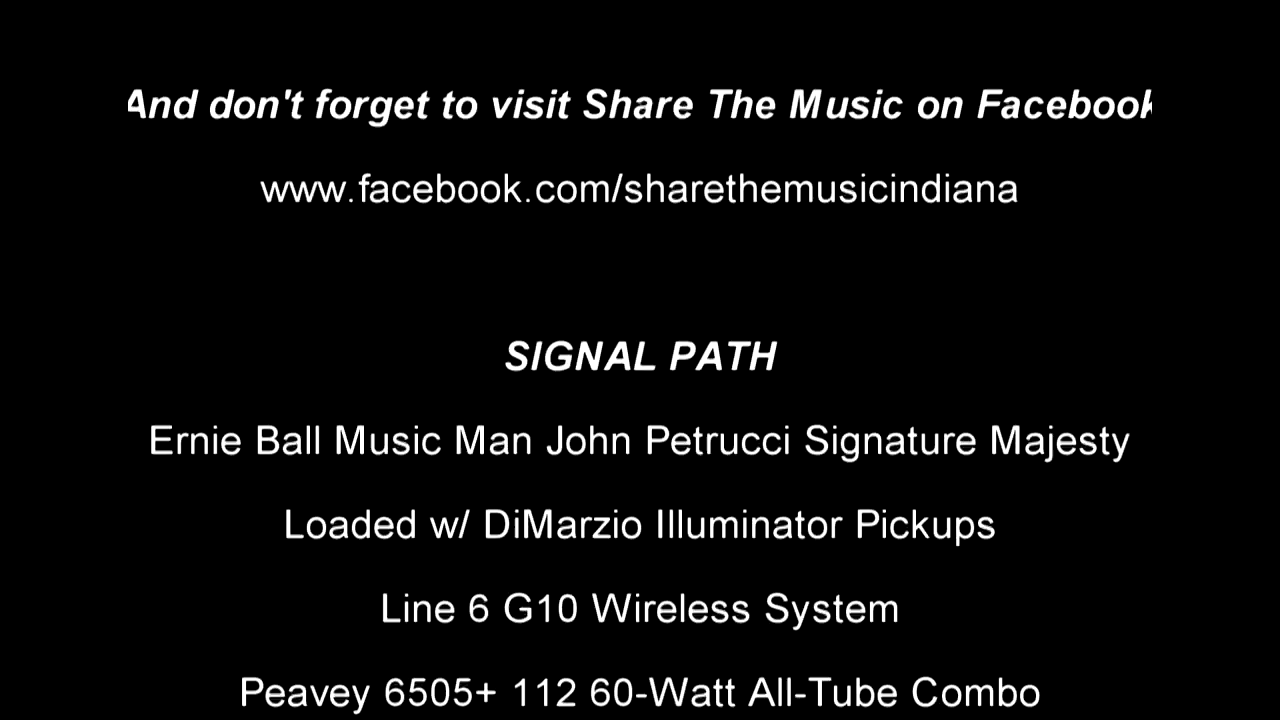 And don't forget to visit Share The Music on Facebook
www.facebook.com/sharethemusicindiana
SIGNAL PATH
Ernie Ball Music Man John Petrucci Signature Majesty
Loaded w/ DiMarzio Illuminator Pickups
Line 6 G10 Wireless System
Peavey 6505+ 112 60-Watt All-Tube Combo